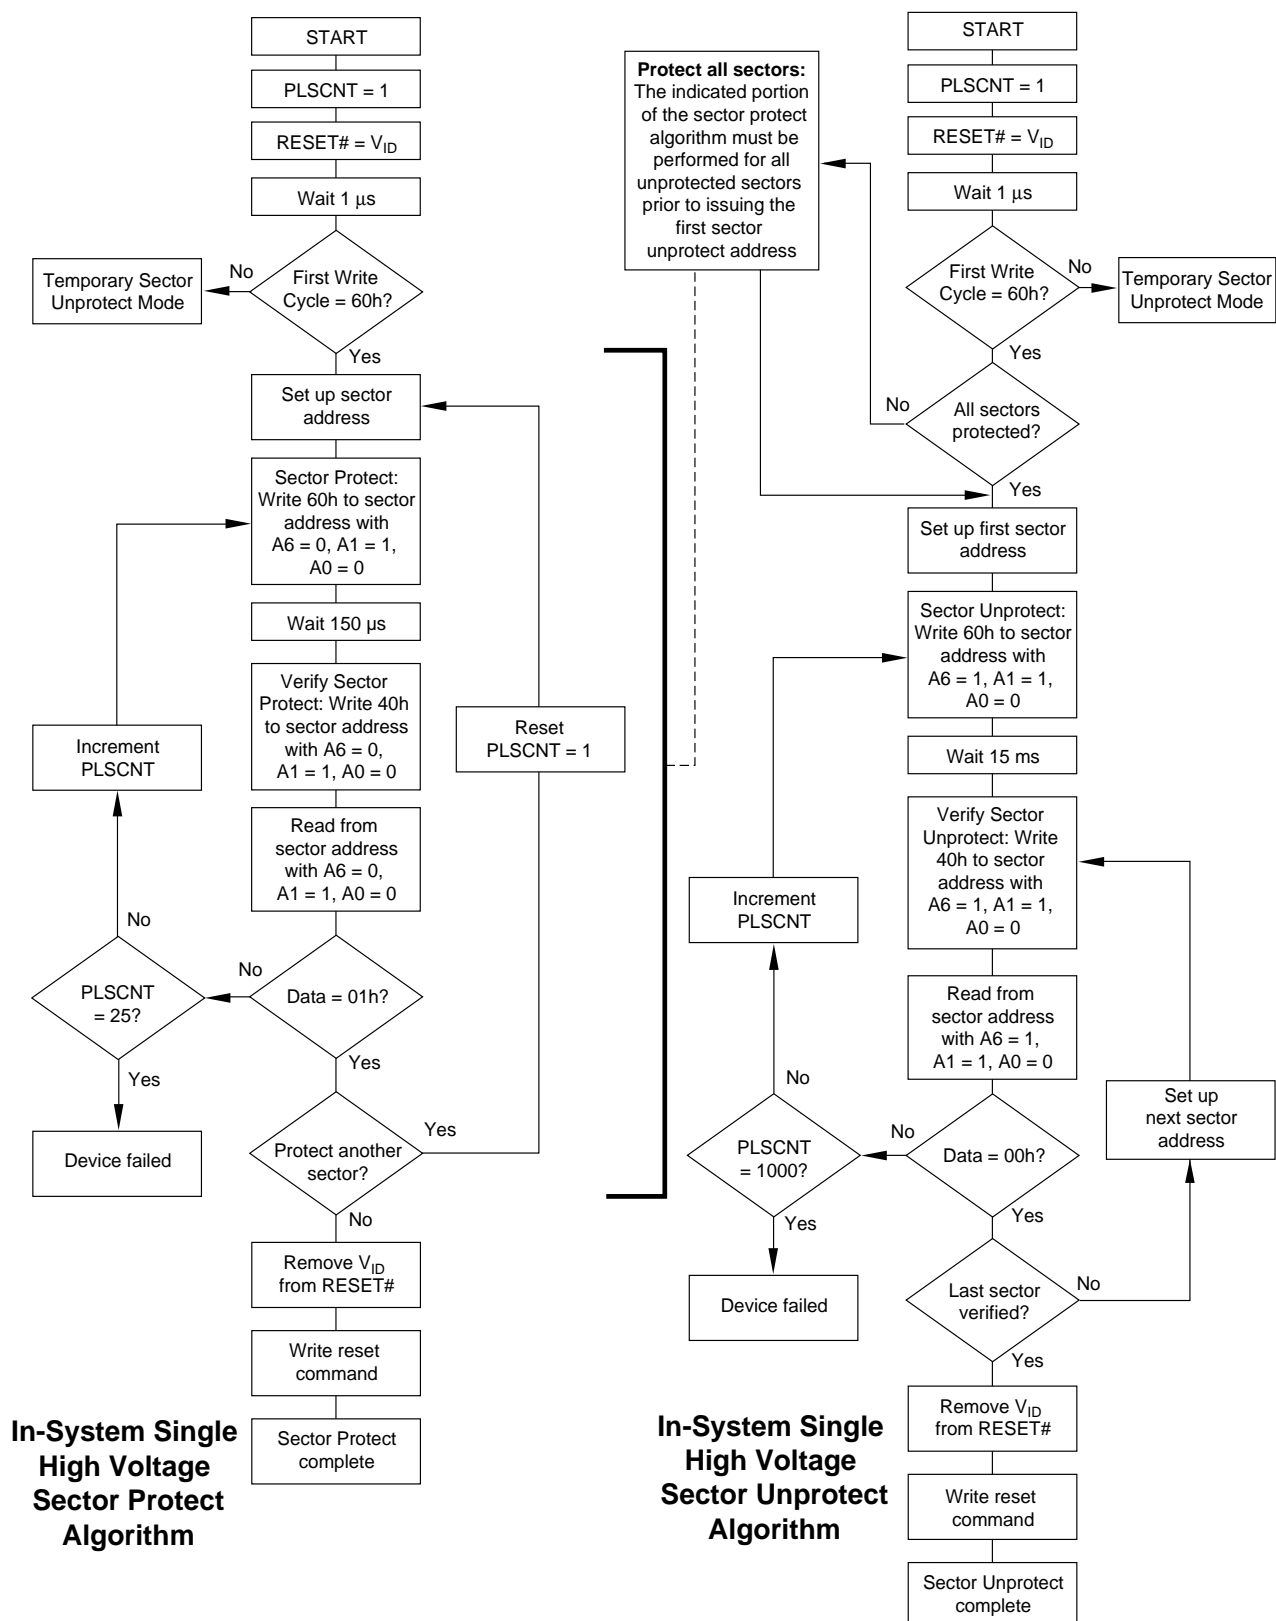 START
PLSCNT = 1
RESET# = VID
Wait 1 μs
First Write
Cycle = 60h?
No
Temporary Sector
Unprotect Mode
Yes
Set up sector
address
Sector Protect:
Write 60h to sector
address with
A6 = 0, A1 = 1,
A0 = 0
Wait 150 µs
Verify Sector
Protect: Write 40h
to sector address
with A6 = 0,
A1 = 1, A0 = 0
Reset
PLSCNT = 1
Increment
PLSCNT
Read from
sector address
with A6 = 0,
A1 = 1, A0 = 0
No
PLSCNT
= 25?
No
Data = 01h?
Yes
Yes
Device failed
Protect another
sector?
Yes
No
Remove VID
from RESET#
Write reset
command
Sector Protect
complete
In-System Single
High Voltage
Sector Protect
Algorithm
Protect all sectors:
The indicated portion
of the sector protect
algorithm must be
performed for all
unprotected sectors
prior to issuing the
first sector
unprotect address
START
PLSCNT = 1
RESET# = VID
Wait 1 μs
First Write
Cycle = 60h?
No
Temporary Sector
Unprotect Mode
Yes
No
All sectors
protected?
Yes
Set up first sector
address
Sector Unprotect:
Write 60h to sector
address with
A6 = 1, A1 = 1,
A0 = 0
Wait 15 ms
Verify Sector
Unprotect: Write
40h to sector
address with
A6 = 1, A1 = 1,
A0 = 0
Increment
PLSCNT
Read from
sector address
with A6 = 1,
A1 = 1, A0 = 0
No
Set up
next sector
address
PLSCNT
= 1000?
No
Data = 00h?
Yes
Yes
Device failed
Last sector
verified?
No
Yes
Remove VID
from RESET#
Write reset
command
Sector Unprotect
complete
In-System Single
High Voltage
Sector Unprotect
Algorithm